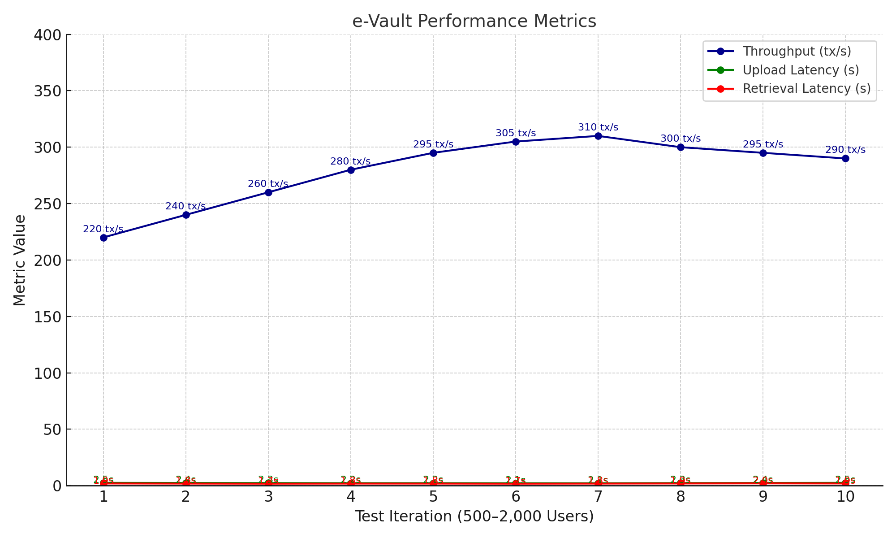 e-Vault Performance Metrics
Throughput (tx/s)
Upload Latency (s)
Retrieval Latency (s)
Metric Value
400
350
300
250
200
150
100
50
0
220 tx/s
240 tx/s
260 tx/s
280 tx/s
295 tx/s
305 tx/s
310 tx/s
300 tx/s
295 tx/s
290 tx/s
1 2 3 4 5 6 7 8 9 10
Test Iteration (500–2,000 Users)